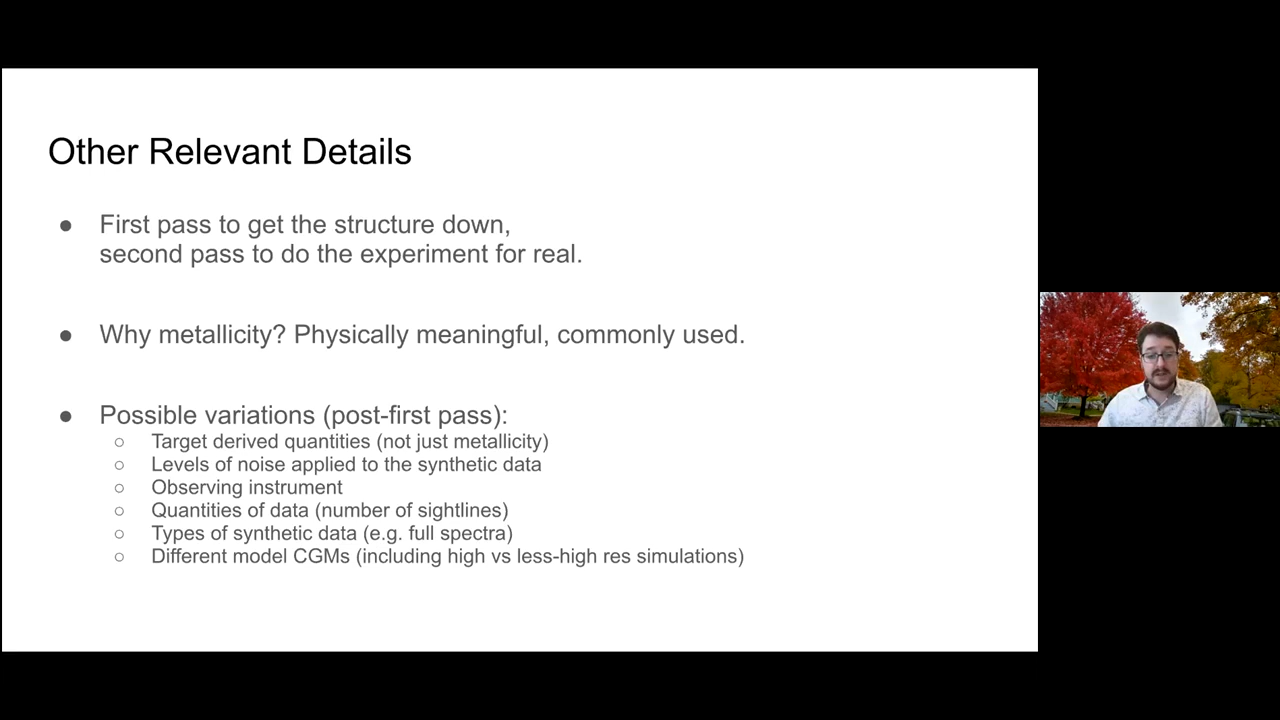 Other Relevant Details
● First pass to get the structure down,
second pass to do the experiment for real.
● Why metallicity? Physically meaningful, commonly used.
● Possible variations (post-first pass):
○ Target derived quantities (not just metallicity)
○ Levels of noise applied to the synthetic data
○ Observing instrument
○ Quantities of data (number of sightlines)
○ Types of synthetic data (e.g. full spectra)
○ Different model CGMs (including high vs less-high res simulations)